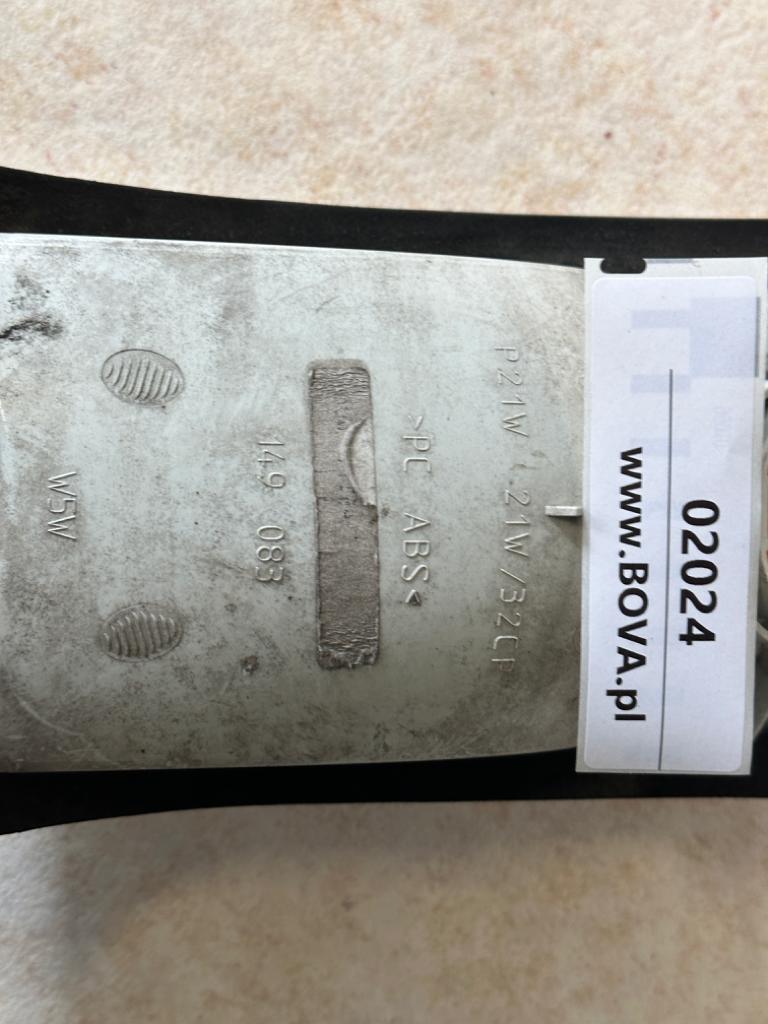 02024
www.BOVA.pl
P21W 21W/32Cp
>PC ABS<
149 083
W5W